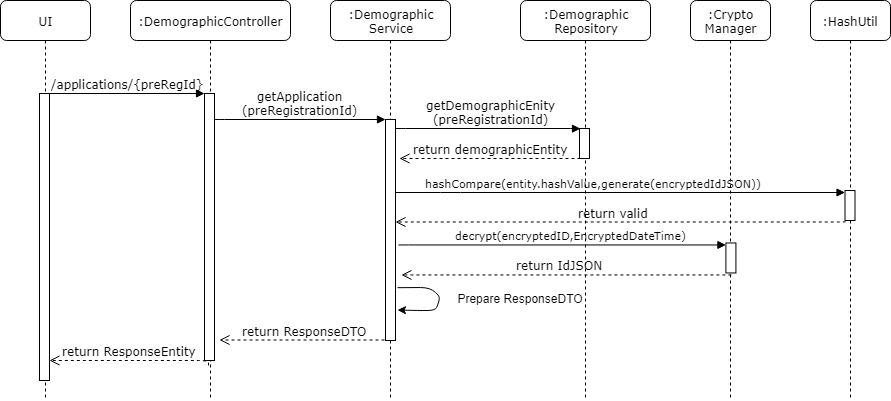 UI
:DemographicController
:Demographic
Service
:Demographic
Repository
:Crypto
Manager
:HashUtil
/applications/{preRegId}
getApplication
(preRegistrationId)
getDemographicEnity
(preRegistrationId)
return demographicEntity
hashCompare(entity.hashValue,generate(encryptedIdJSON))
return valid
decrypt(encryptedID,EncryptedDateTime)
return IdJSON
Prepare ResponseDTO
return ResponseDTO
return ResponseEntity